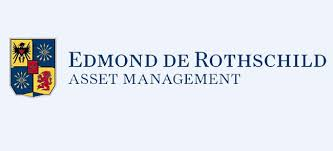 EDMOND DE ROTHSCHILD
ASSET MANAGEMENT